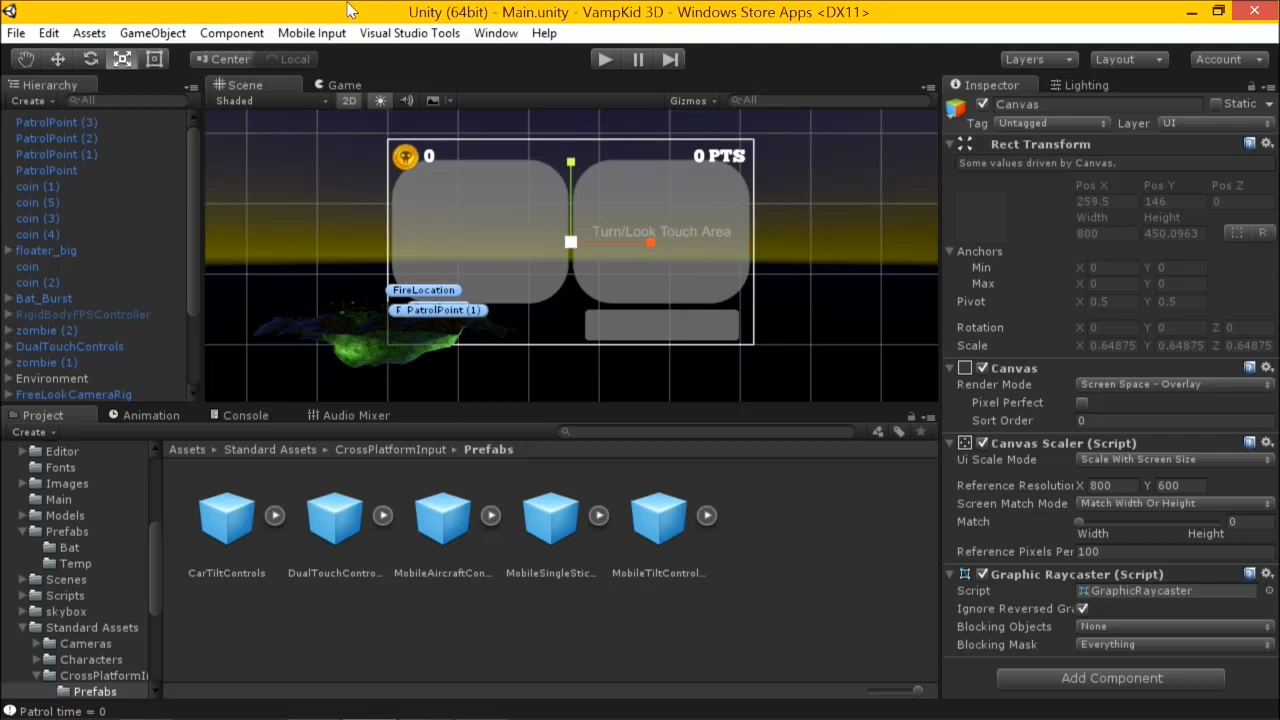 Unity (64bit) - Main.unity - VampKid 3D - Windows Store Apps <DX11>
File Edit Assets GameObject Component Mobile Input Visual Studio Tools Window Help
Center Local Layers Layout Account
Hierarchy
Create All
PatrolPoint (3)
PatrolPoint (2)
PatrolPoint (1)
PatrolPoint
coin (1)
coin (5)
coin (3)
coin (4)
floater_big
coin
coin (2)
Bat_Burst
RigidBodyFPSController
zombie (2)
DualTouchControls
zombie (1)
Environment
FreeLookCameraRig
Scene Game
Shaded 2D Gizmos All
0 0 PTS
Turn/Look Touch Area
FireLocation
PatrolPoint (1)
Inspector Lighting
Canvas Static
Tag Untagged Layer UI
Rect Transform
Some values driven by Canvas.
Pos X Pos Y Pos Z
259.5 146 0
Width Height
800 450.0963 R
Anchors
Min X 0 Y 0
Max X 0 Y 0
Pivot X 0.5 Y 0.5
Rotation X 0 Y 0 Z 0
Scale X 0.64875 Y 0.64875 Z 0.64875
Canvas
Render Mode Screen Space - Overlay
Pixel Perfect
Sort Order 0
Canvas Scaler (Script)
Ui Scale Mode Scale With Screen Size
Reference Resolutio X 800 Y 600
Screen Match Mode Match Width Or Height
Match 0
Width Height
Reference Pixels Per 100
Graphic Raycaster (Script)
Script GraphicRaycaster
Ignore Reversed Gra
Blocking Objects None
Blocking Mask Everything
Add Component
Project Animation Console Audio Mixer
Create
Editor
Fonts
Images
Main
Models
Prefabs
Bat
Temp
Scenes
Scripts
skybox
Standard Assets
Cameras
Characters
CrossPlatformI
Prefabs
Assets Standard Assets CrossPlatformInput Prefabs
CarTiltControls DualTouchContro... MobileAircraftCon... MobileSingleStic... MobileTiltControl...
Patrol time = 0